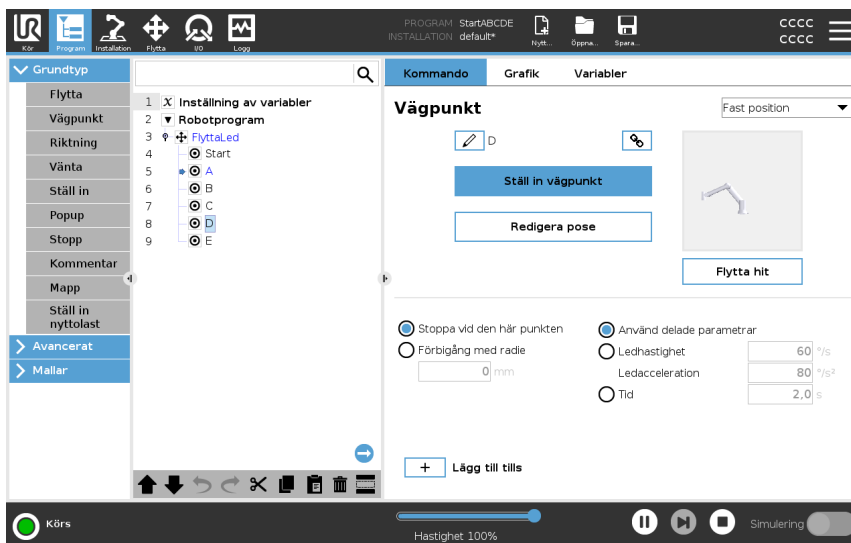 PROGRAM StartABCDE
INSTALLATION default*
CCCC
CCCC
Kör Program Installation Flytta I/O Logg Nytt... Öppna... Spara...
Grundtyp
Flytta
Vägpunkt
Riktning
Vänta
Ställ in
Popup
Stopp
Kommentar
Mapp
Ställ in
nyttolast
Avancerat
Mallar
1 X Inställning av variabler
2 Robotprogram
3 FlyttaLed
4 Start
5 A
6 B
7 C
8 D
9 E
Kommando Grafik Variabler
Vägpunkt
Fast position
D
Ställ in vägpunkt
Redigera pose
Flytta hit
Stoppa vid den här punkten
Förbigång med radie
0 mm
Använd delade parametrar
Ledhastighet 60 °/s
Ledacceleration 80 °/s²
Tid 2,0 s
+ Lägg till tills
Körs
Hastighet 100%
Simulering